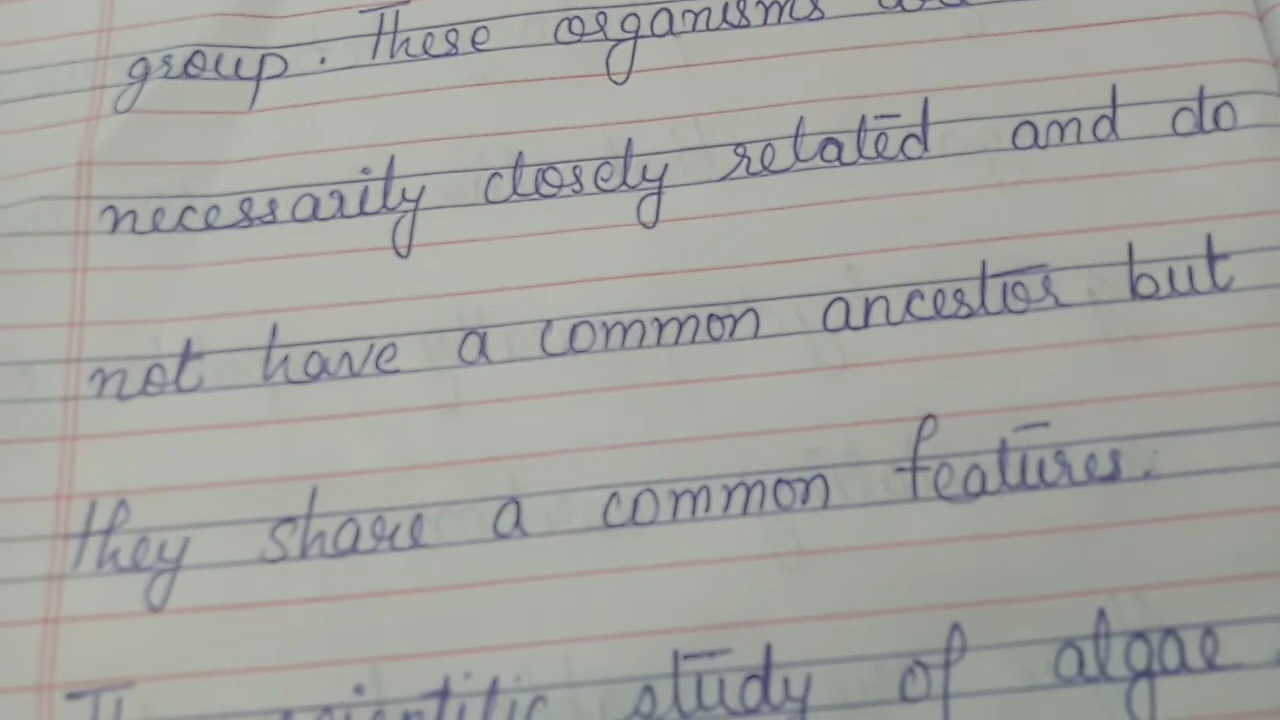 group. These organisms
necessarily closely related and do
not have a common ancestor but
they share a common features.
scientific study of algae